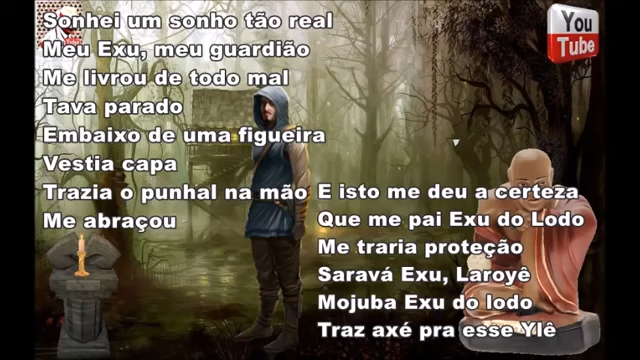 Sonhei um sonho tão real
Meu Exu, meu guardião
Me livrou de todo mal
Tava parado
Embaixo de uma figueira
Vestia capa
Trazia o punhal na mão
Me abraçou
E isto me deu a certeza
Que me pai Exu do Lodo
Me traria proteção
Saravá Exu, Laroyê
Mojuba Exu do lodo
Traz axé pra esse Ylê
You
Tube